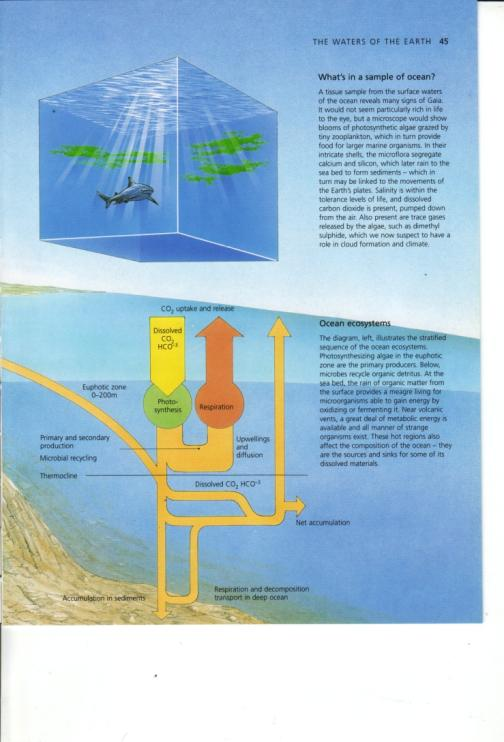 THE WATERS OF THE EARTH 45
What's in a sample of ocean?
A tissue sample from the surface waters
of the ocean reveals many signs of Gaia.
It would not seem particularly rich in life
to the eye, but a microscope would show
blooms of photosynthetic algae grazed by
tiny zooplankton, which in turn provide
food for larger marine organisms. In their
intricate shells, the microflora segregate
calcium and silicon, which later rain to the
sea bed to form sediments – which in
turn may be linked to the movements of
the Earth's plates. Salinity is within the
tolerance levels of life, and dissolved
carbon dioxide is present, pumped down
from the air. Also present are trace gases
released by the algae, such as dimethyl
sulphide, which we now suspect to have a
role in cloud formation and climate.
CO₂ uptake and release
Dissolved
CO₂
HCO⁻³
Photo-
synthesis
Respiration
Euphotic zone
0–200m
Primary and secondary
production
Microbial recycling
Thermocline
Upwellings
and
diffusion
Dissolved CO₂ HCO⁻³
Net accumulation
Accumulation in sediments
Respiration and decomposition
transport in deep ocean
Ocean ecosystems
The diagram, left, illustrates the stratified
sequence of the ocean ecosystems.
Photosynthesizing algae in the euphotic
zone are the primary producers. Below,
microbes recycle organic detritus. At the
sea bed, the rain of organic matter from
the surface provides a meagre living for
microorganisms able to gain energy by
oxidizing or fermenting it. Near volcanic
vents, a great deal of metabolic energy is
available and all manner of strange
organisms exist. These hot regions also
affect the composition of the ocean – they
are the sources and sinks for some of its
dissolved materials.